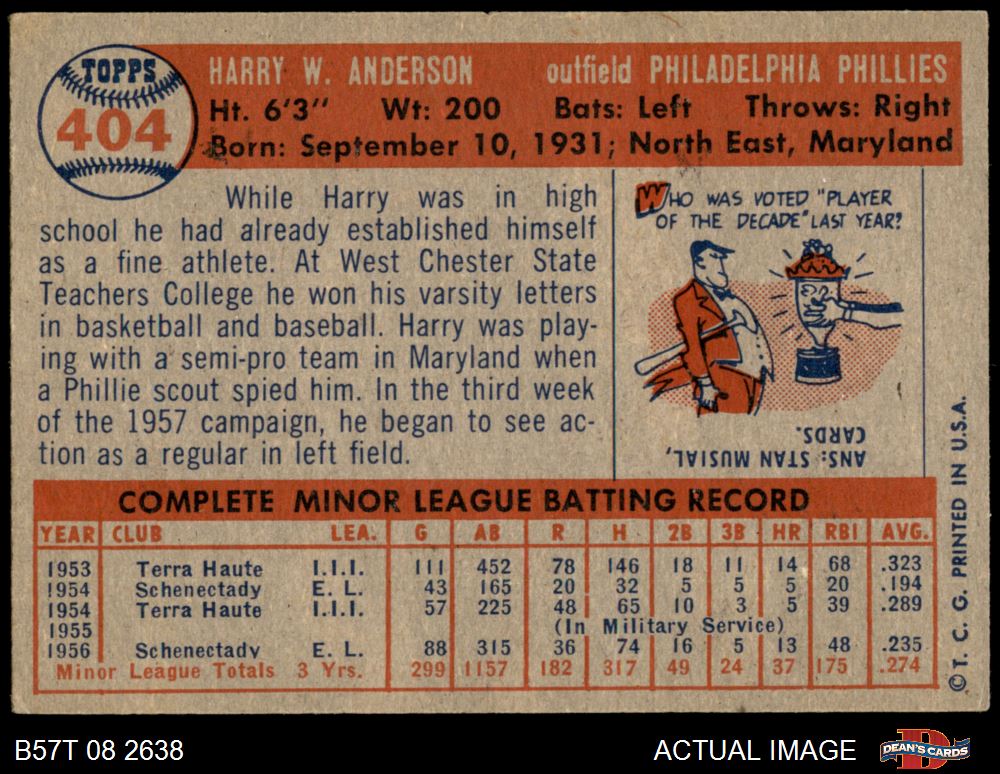 TOPPS
404
HARRY W. ANDERSON outfield PHILADELPHIA PHILLIES
Ht. 6'3" Wt: 200 Bats: Left Throws: Right
Born: September 10, 1931; North East, Maryland
While Harry was in high
school he had already established himself
as a fine athlete. At West Chester State
Teachers College he won his varsity letters
in basketball and baseball. Harry was play-
ing with a semi-pro team in Maryland when
a Phillie scout spied him. In the third week
of the 1957 campaign, he began to see ac-
tion as a regular in left field.
WHO WAS VOTED "PLAYER
OF THE DECADE" LAST YEAR?
ANS: STAN MUSIAL,
CARDS.
COMPLETE MINOR LEAGUE BATTING RECORD
YEAR CLUB LEA. G AB R H 2B 3B HR RBI AVG.
1953 Terra Haute I.I.I. 111 452 78 146 18 11 14 68 .323
1954 Schenectady E. L. 43 165 20 32 5 5 5 20 .194
1954 Terra Haute I.I.I. 57 225 48 65 10 3 5 39 .289
1955 (In Military Service)
1956 Schenectady E. L. 88 315 36 74 16 5 13 48 .235
Minor League Totals 3 Yrs. 299 1157 182 317 49 24 37 175 .274
© T. C. G. PRINTED IN U.S.A.
B57T 08 2638 ACTUAL IMAGE DEAN'S CARDS